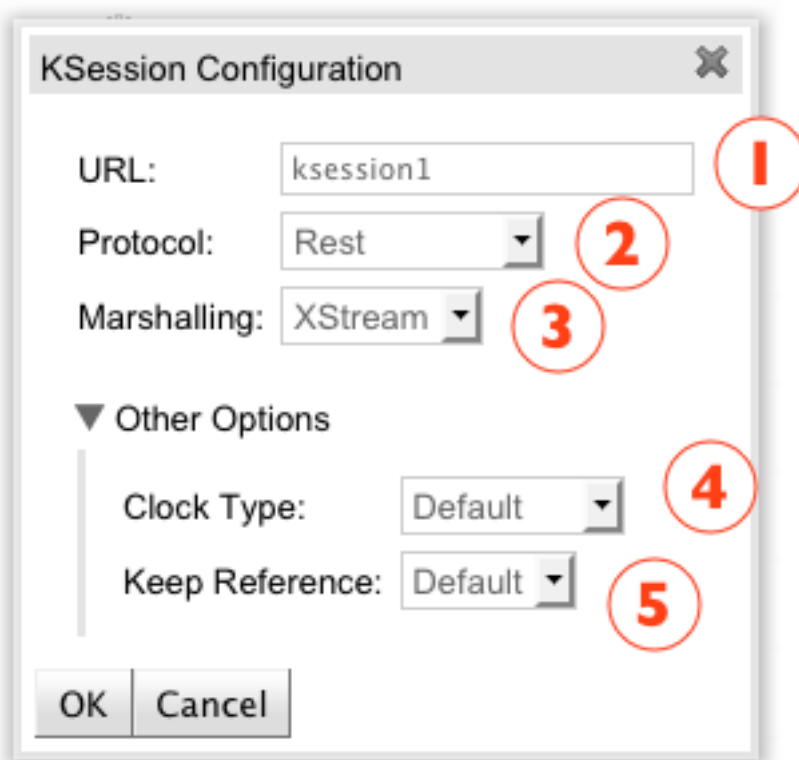 KSession Configuration
URL: ksession1 1
Protocol: Rest 2
Marshalling: XStream 3
Other Options
Clock Type: Default 4
Keep Reference: Default 5
OK Cancel